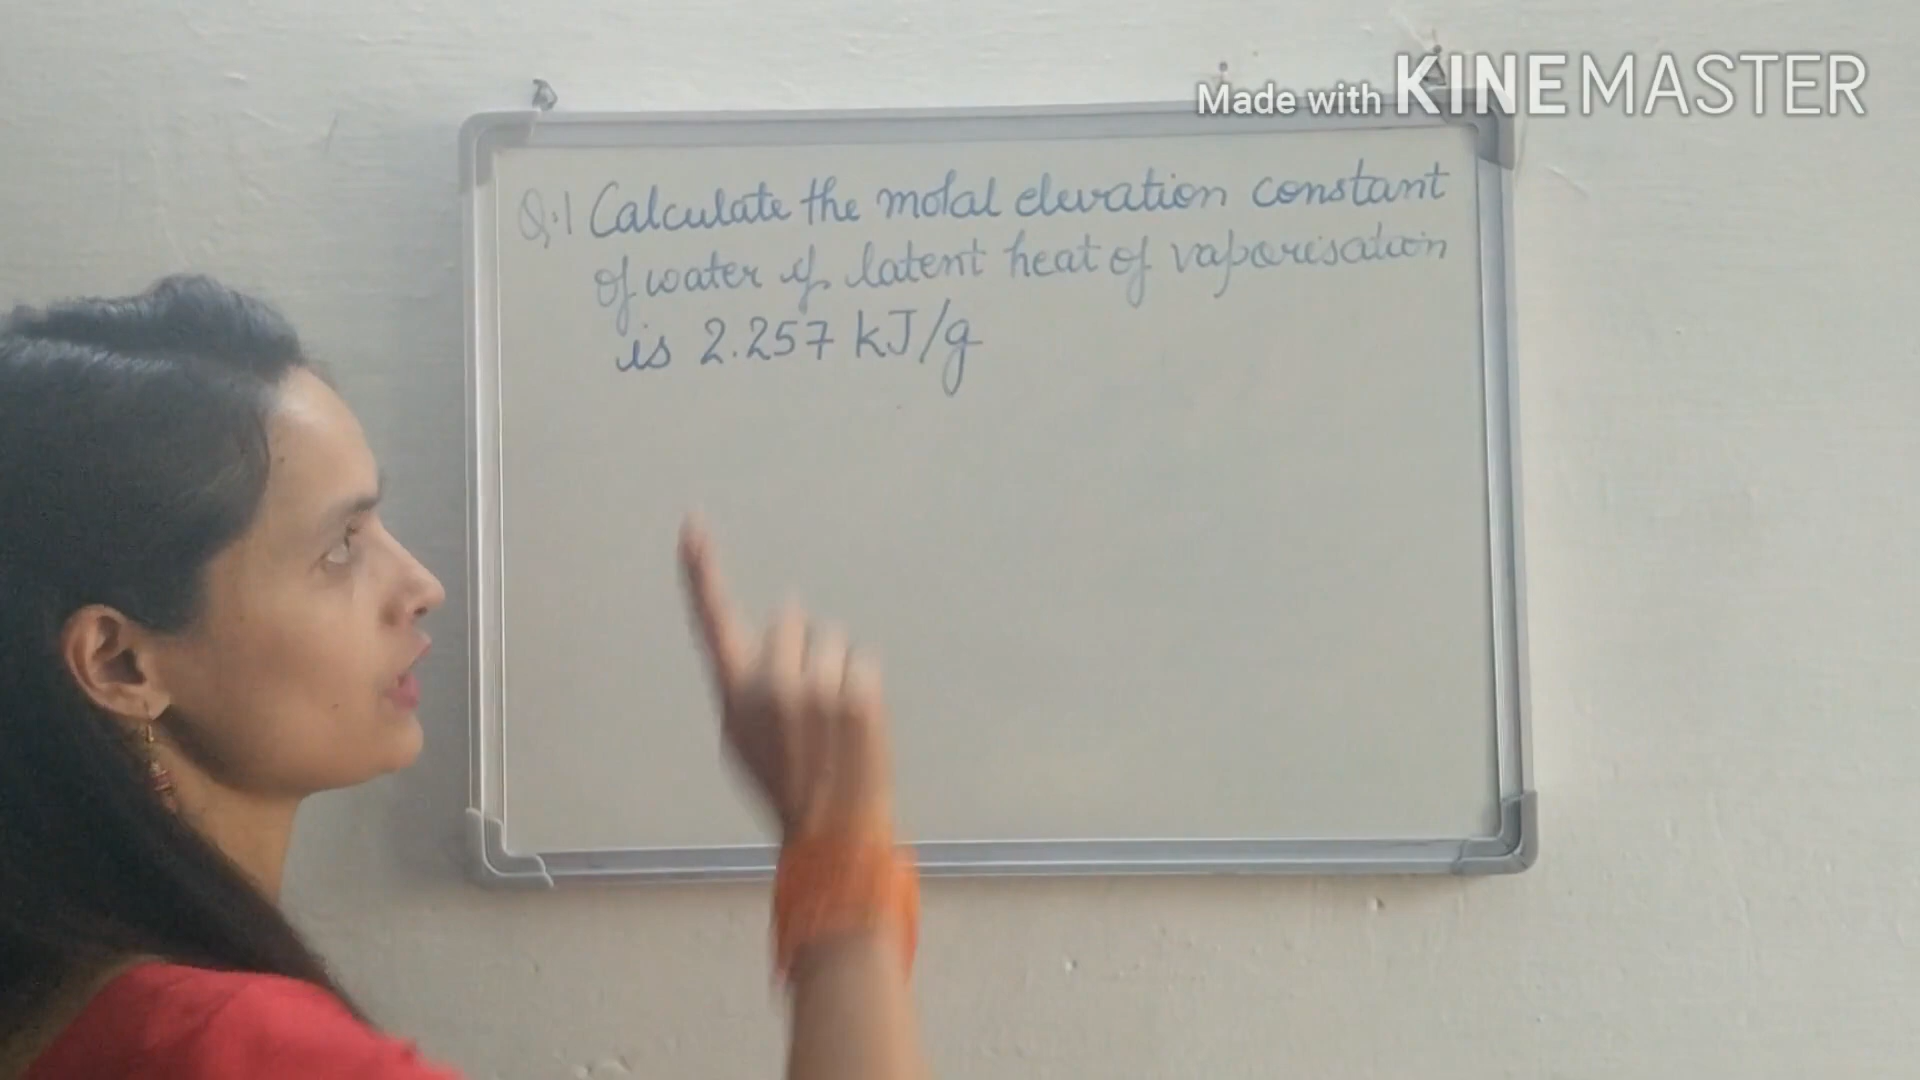 Made with KINEMASTER
Q.1 Calculate the molal elevation constant
of water if latent heat of vaporisation
is 2.257 kJ/g